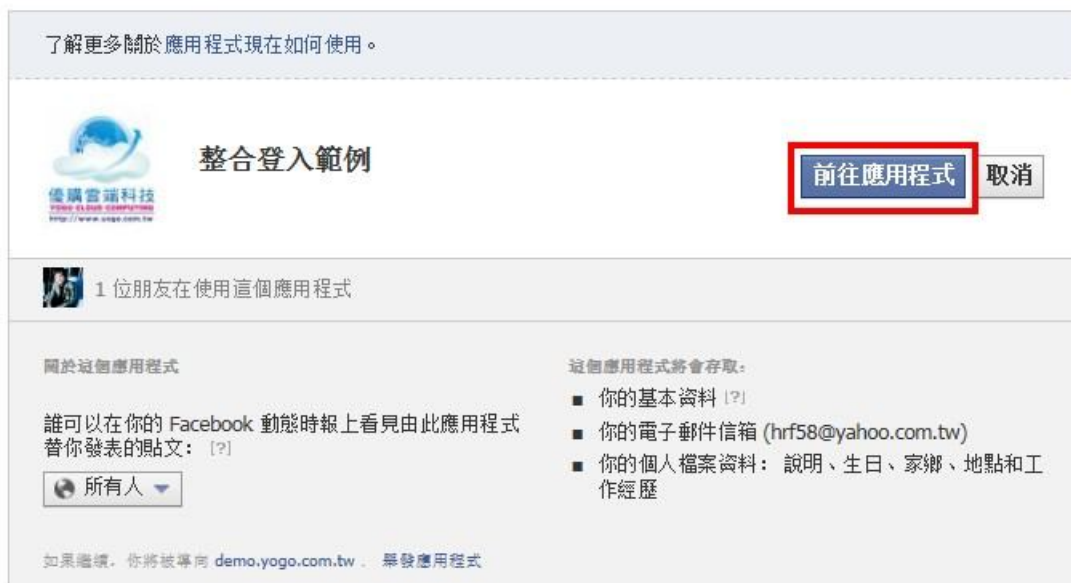 了解更多關於應用程式現在如何使用。
優購雲端科技
YOGO CLOUD COMPUTING
http://www.yogo.com.tw
整合登入範例
前往應用程式
取消
1 位朋友在使用這個應用程式
關於這個應用程式
誰可以在你的 Facebook 動態時報上看見由此應用程式
替你發表的貼文： [?]
所有人
如果繼續，你將被導向 demo.yogo.com.tw . 舉發應用程式
這個應用程式將會存取：
你的基本資料 [?]
你的電子郵件信箱 (hrf58@yahoo.com.tw)
你的個人檔案資料： 說明、生日、家鄉、地點和工
作經歷